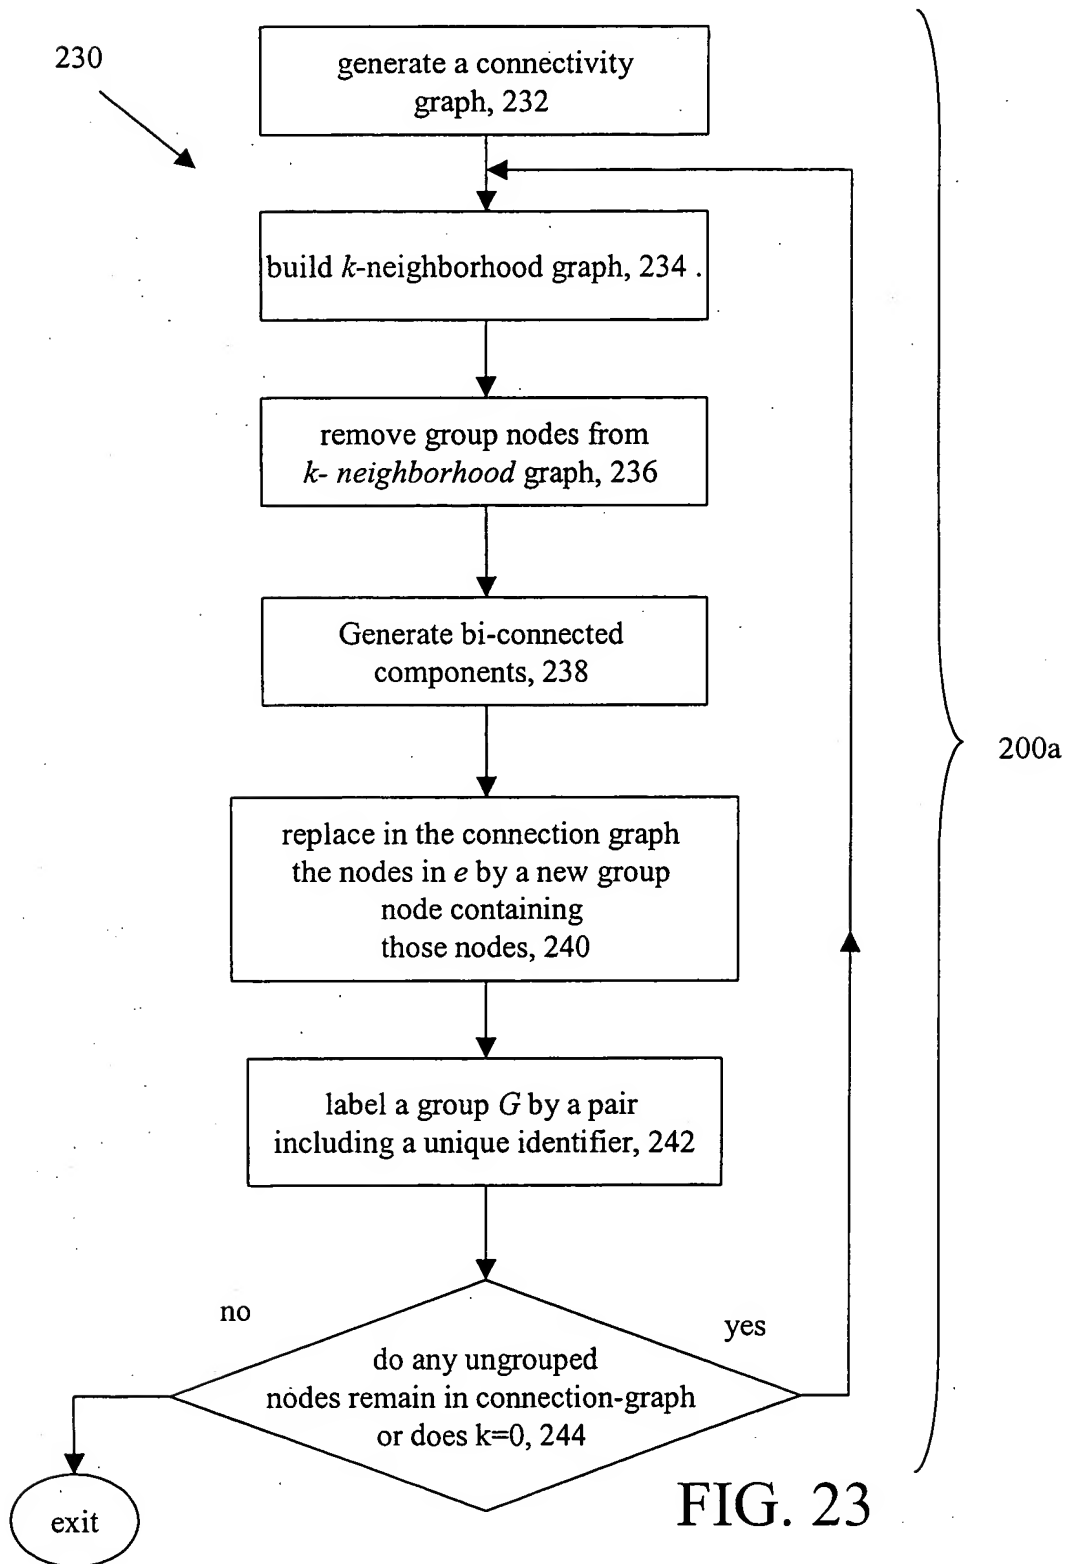 230
generate a connectivity
graph, 232
build k-neighborhood graph, 234 .
remove group nodes from
k- neighborhood graph, 236
Generate bi-connected
components, 238
200a
replace in the connection graph
the nodes in e by a new group
node containing
those nodes, 240
label a group G by a pair
including a unique identifier, 242
no
yes
do any ungrouped
nodes remain in connection-graph
or does k=0, 244
exit
FIG. 23